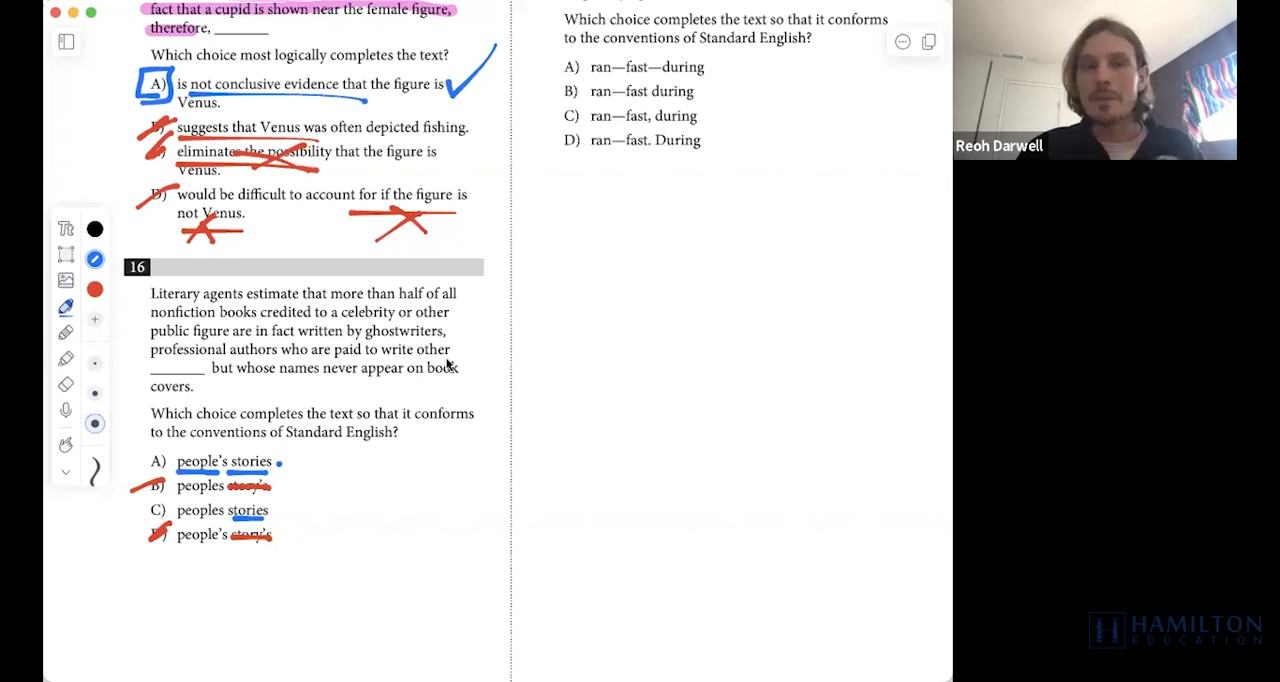 fact that a cupid is shown near the female figure,
therefore, _______
Which choice most logically completes the text?
A) is not conclusive evidence that the figure is
Venus.
B) suggests that Venus was often depicted fishing.
eliminates the possibility that the figure is
Venus.
D) would be difficult to account for if the figure is
not Venus.
16
Literary agents estimate that more than half of all
nonfiction books credited to a celebrity or other
public figure are in fact written by ghostwriters,
professional authors who are paid to write other
_______ but whose names never appear on book
covers.
Which choice completes the text so that it conforms
to the conventions of Standard English?
A) people's stories
B) peoples story's
C) peoples stories
D) people's story's
Which choice completes the text so that it conforms
to the conventions of Standard English?
A) ran—fast—during
B) ran—fast during
C) ran—fast, during
D) ran—fast. During
Tt
Reoh Darwell
HAMILTON
EDUCATION